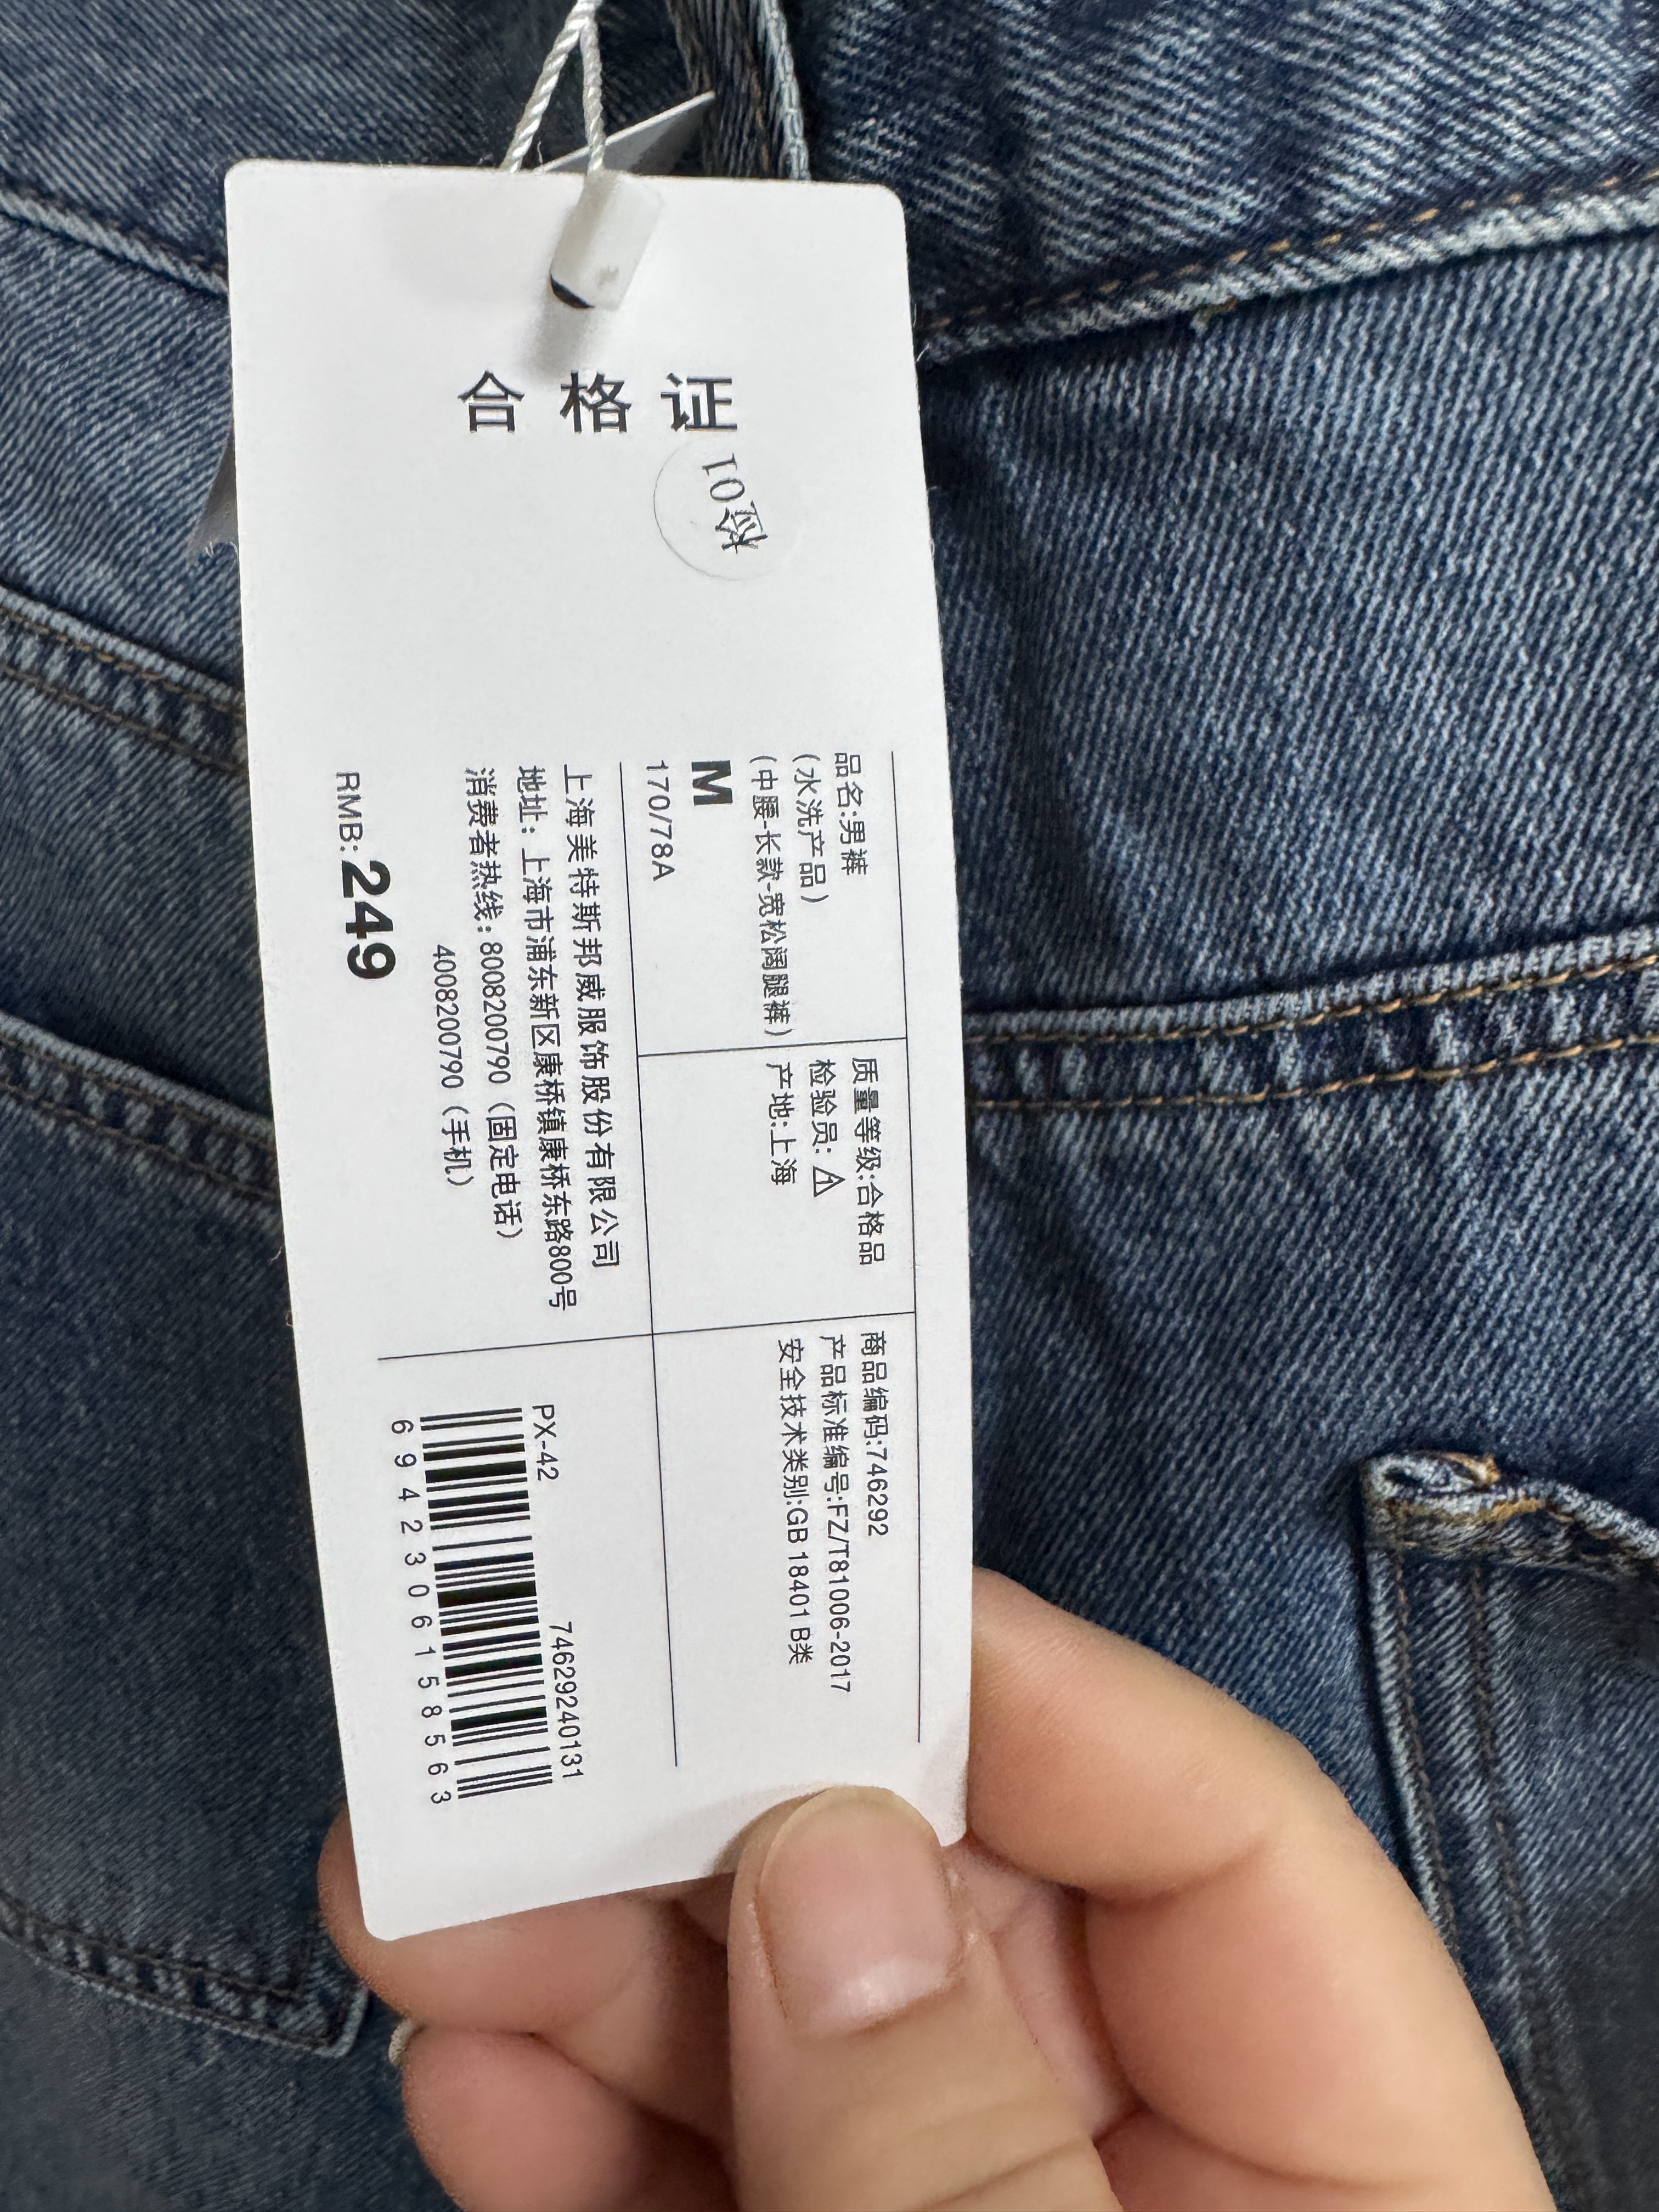 合格证
检01
品名:男裤
(水洗产品)
(中腰-长款-宽松阔腿裤)
M
170/78A
质量等级:合格品
检验员:
产地:上海
商品编码:746292
产品标准编号:FZ/T81006-2017
安全技术类别:GB 18401 B类
上海美特斯邦威服饰股份有限公司
地址: 上海市浦东新区康桥镇康桥东路800号
消费者热线: 8008200790 (固定电话)
4008200790 (手机)
RMB:249
PX-42
74629240131
6942306158563